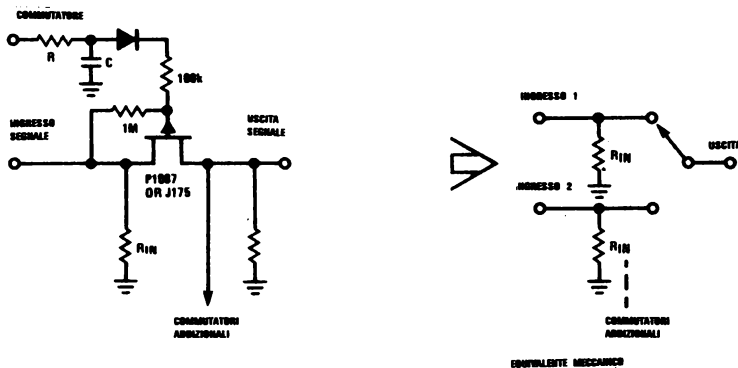 COMMUTATORE
R
C
100k
INGRESSO
SEGNALE
1M
USCITA
SEGNALE
P1087
OR J175
RIN
COMMUTATORI
ADDIZIONALI
INGRESSO 1
RIN
USCITA
INGRESSO 2
RIN
COMMUTATORI
ADDIZIONALI
EQUIVALENTE MECCANICO